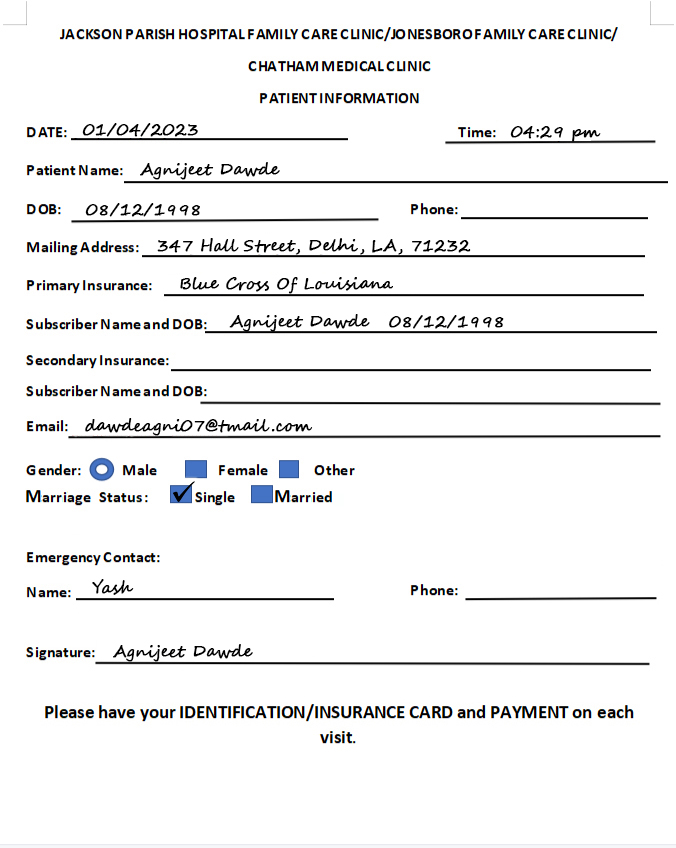 JACKSON PARISH HOSPITAL FAMILY CARE CLINIC/JONESBORO FAMILY CARE CLINIC/
CHATHAM MEDICAL CLINIC
PATIENT INFORMATION
DATE: 01/04/2023 Time: 04:29 pm
Patient Name: Agnijeet Dawde
DOB: 08/12/1998 Phone:
Mailing Address: 347 Hall Street, Delhi, LA, 71232
Primary Insurance: Blue Cross Of Louisiana
Subscriber Name and DOB: Agnijeet Dawde 08/12/1998
Secondary Insurance:
Subscriber Name and DOB:
Email: dawdeagni07@tmail.com
Gender: Male Female Other
Marriage Status: Single Married
Emergency Contact:
Name: Yash Phone:
Signature: Agnijeet Dawde
Please have your IDENTIFICATION/INSURANCE CARD and PAYMENT on each
visit.